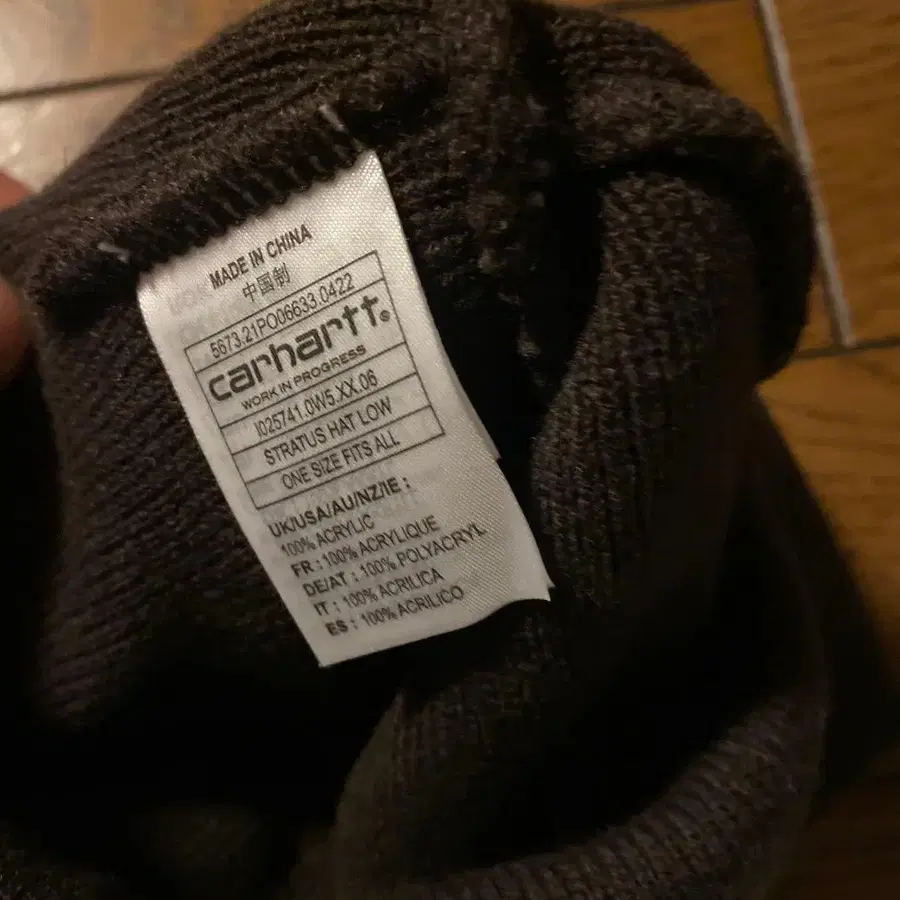 MADE IN CHINA
中国制
5673.21PO06633.0422
carhartt®
WORK IN PROGRESS
I025741.0W5.XX.06
STRATUS HAT LOW
ONE SIZE FITS ALL
UK/USA/AU/NZ/IE :
100% ACRYLIC
FR : 100% ACRYLIQUE
DE/AT : 100% POLYACRYL
IT : 100% ACRILICA
ES : 100% ACRILICO